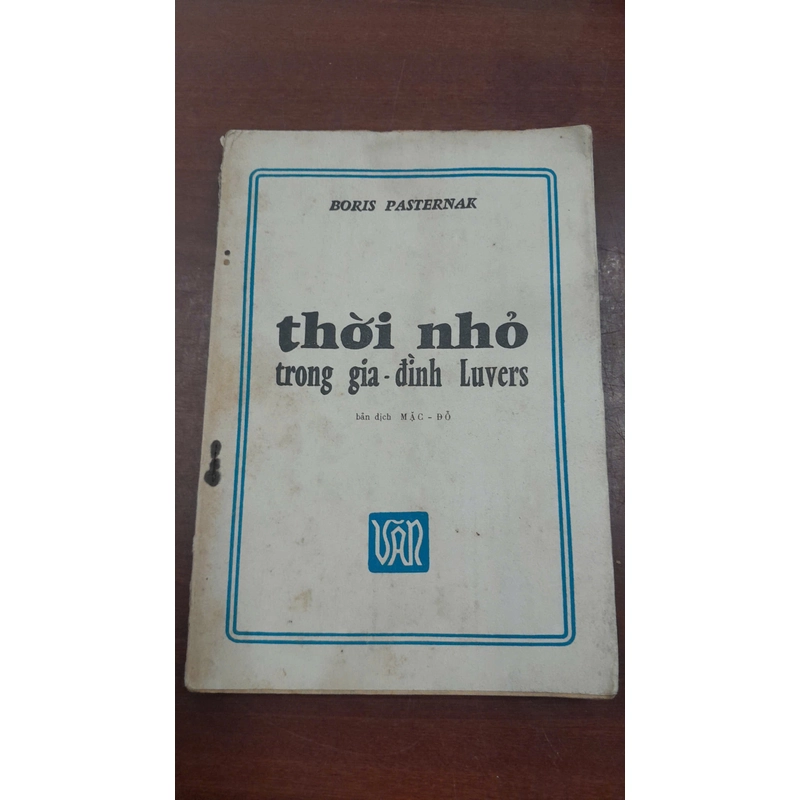 BORIS PASTERNAK
thời nhỏ
trong gia-đình Luvers
bản dịch MẶC-ĐỖ
VĂN